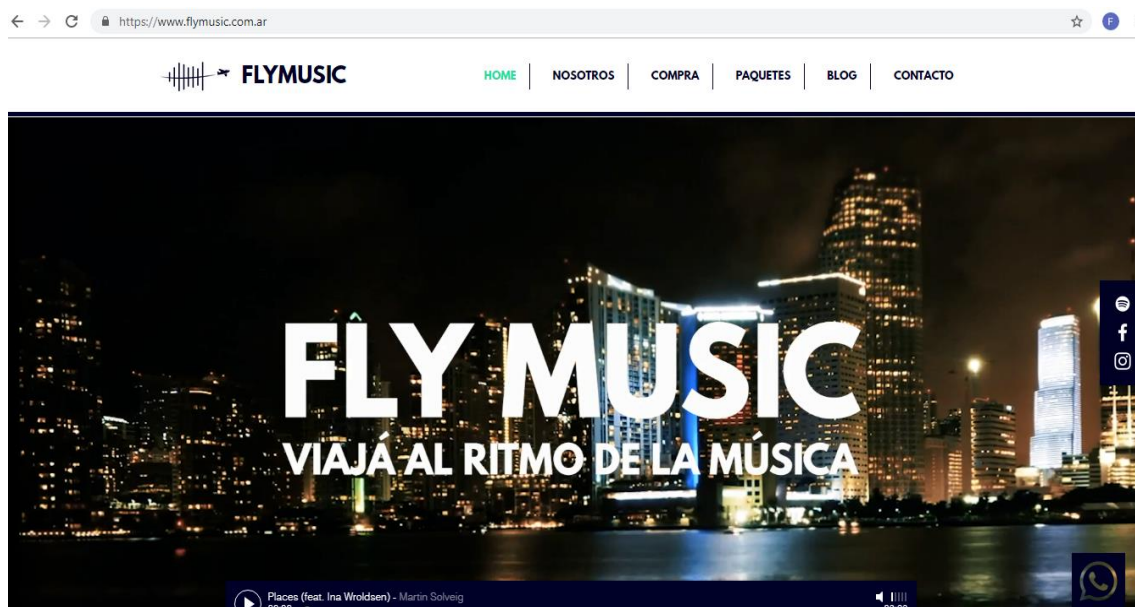 https://www.flymusic.com.ar
F
FLYMUSIC
HOME NOSOTROS COMPRA PAQUETES BLOG CONTACTO
FLY MUSIC
VIAJÁ AL RITMO DE LA MÚSICA
Places (feat. Ina Wroldsen) - Martin Solveig